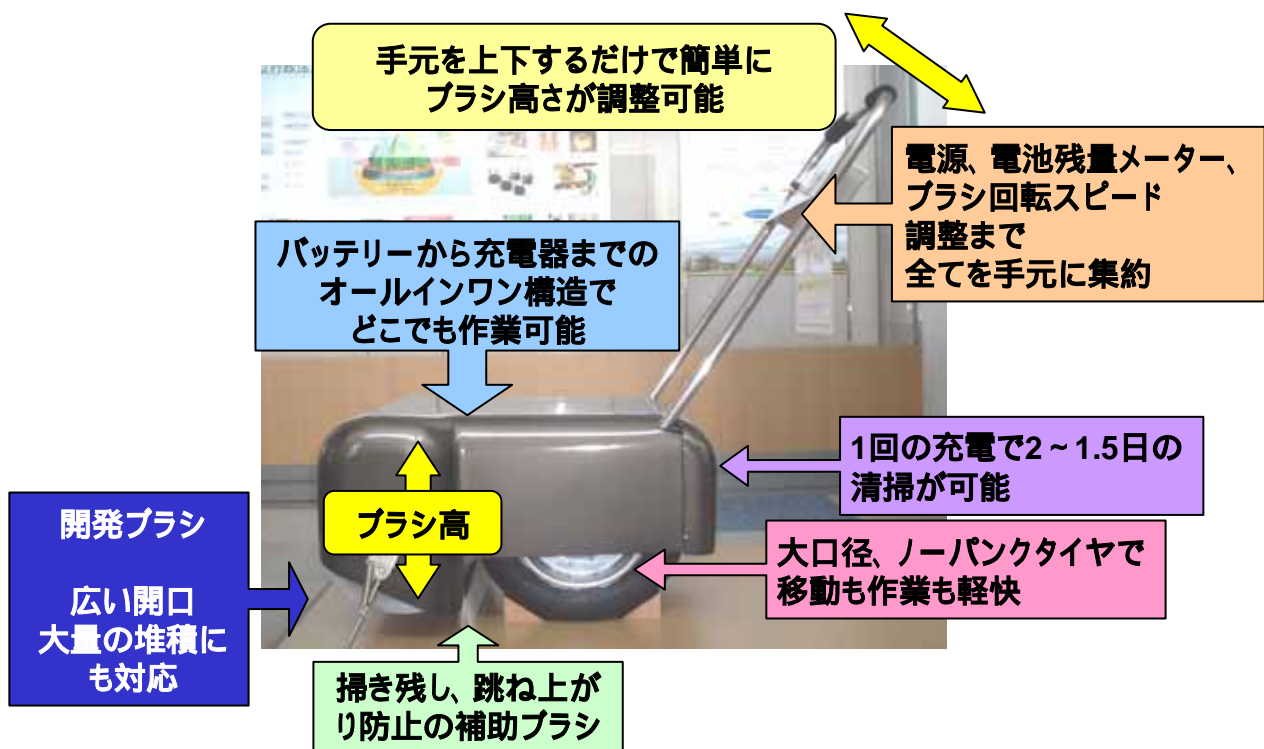 手元を上下するだけで簡単に
ブラシ高さが調整可能
電源、電池残量メーター、
ブラシ回転スピード
調整まで
全てを手元に集約
バッテリーから充電器までの
オールインワン構造で
どこでも作業可能
1回の充電で2～1.5日の
清掃が可能
ブラシ高
開発ブラシ
広い開口
大量の堆積に
も対応
大口径、ノーパンクタイヤで
移動も作業も軽快
掃き残し、跳ね上が
り防止の補助ブラシ